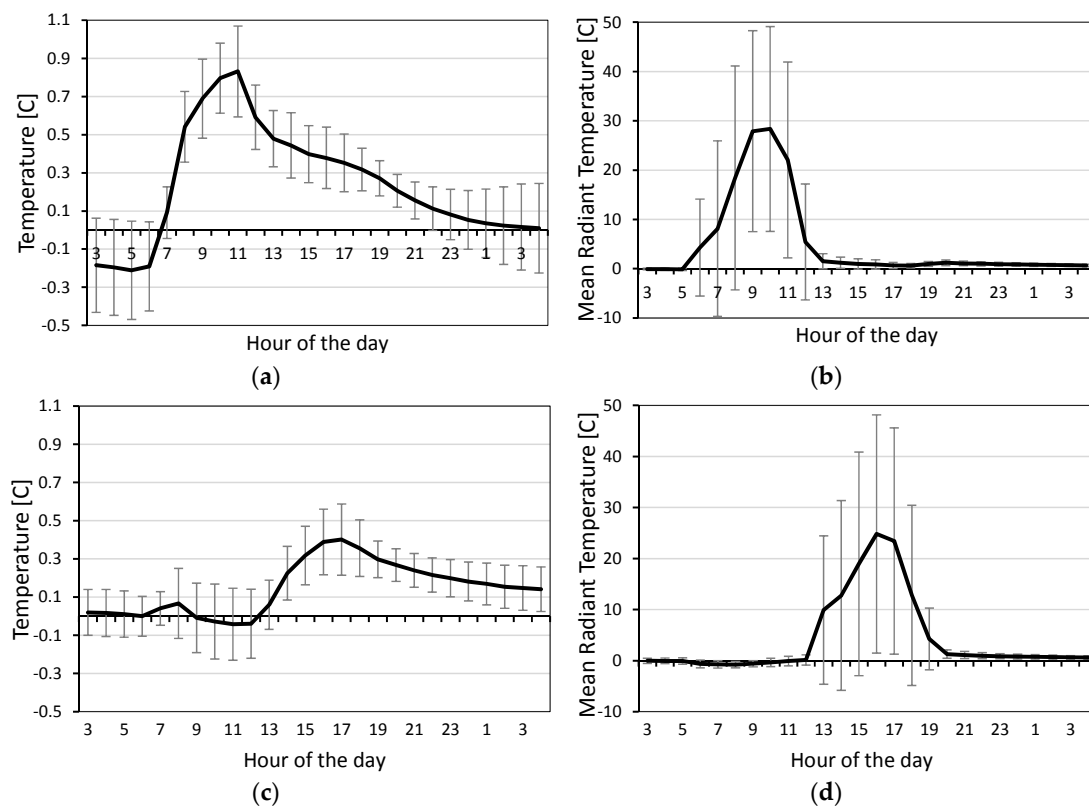 Temperature [C]
1.1
0.9
0.7
0.5
0.3
0.1
-0.1
-0.3
-0.5
3 5 7 9 11 13 15 17 19 21 23 1 3
Hour of the day
(a)
Mean Radiant Temperature [C]
50
40
30
20
10
0
-10
3 5 7 9 11 13 15 17 19 21 23 1 3
Hour of the day
(b)
Temperature [C]
1.1
0.9
0.7
0.5
0.3
0.1
-0.1
-0.3
-0.5
3 5 7 9 11 13 15 17 19 21 23 1 3
Hour of the day
(c)
Mean Radiant Temperature [C]
50
40
30
20
10
0
-10
3 5 7 9 11 13 15 17 19 21 23 1 3
Hour of the day
(d)